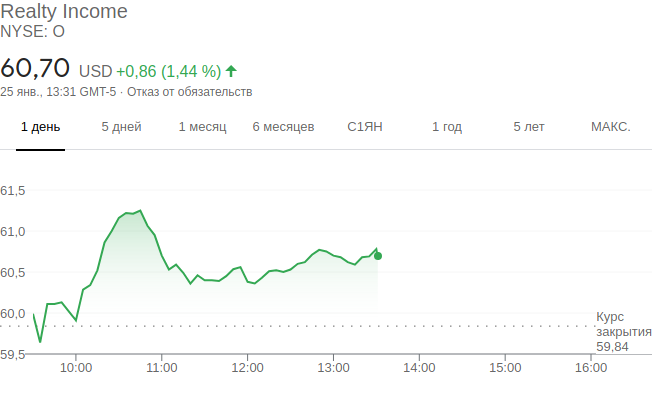 Realty Income
NYSE: O
60,70 USD +0,86 (1,44 %)
25 янв., 13:31 GMT-5 · Отказ от обязательств
1 день 5 дней 1 месяц 6 месяцев С1ЯН 1 год 5 лет МАКС.
61,5
61,0
60,5
60,0
Курс
закрытия
59,84
59,5
10:00 11:00 12:00 13:00 14:00 15:00 16:00